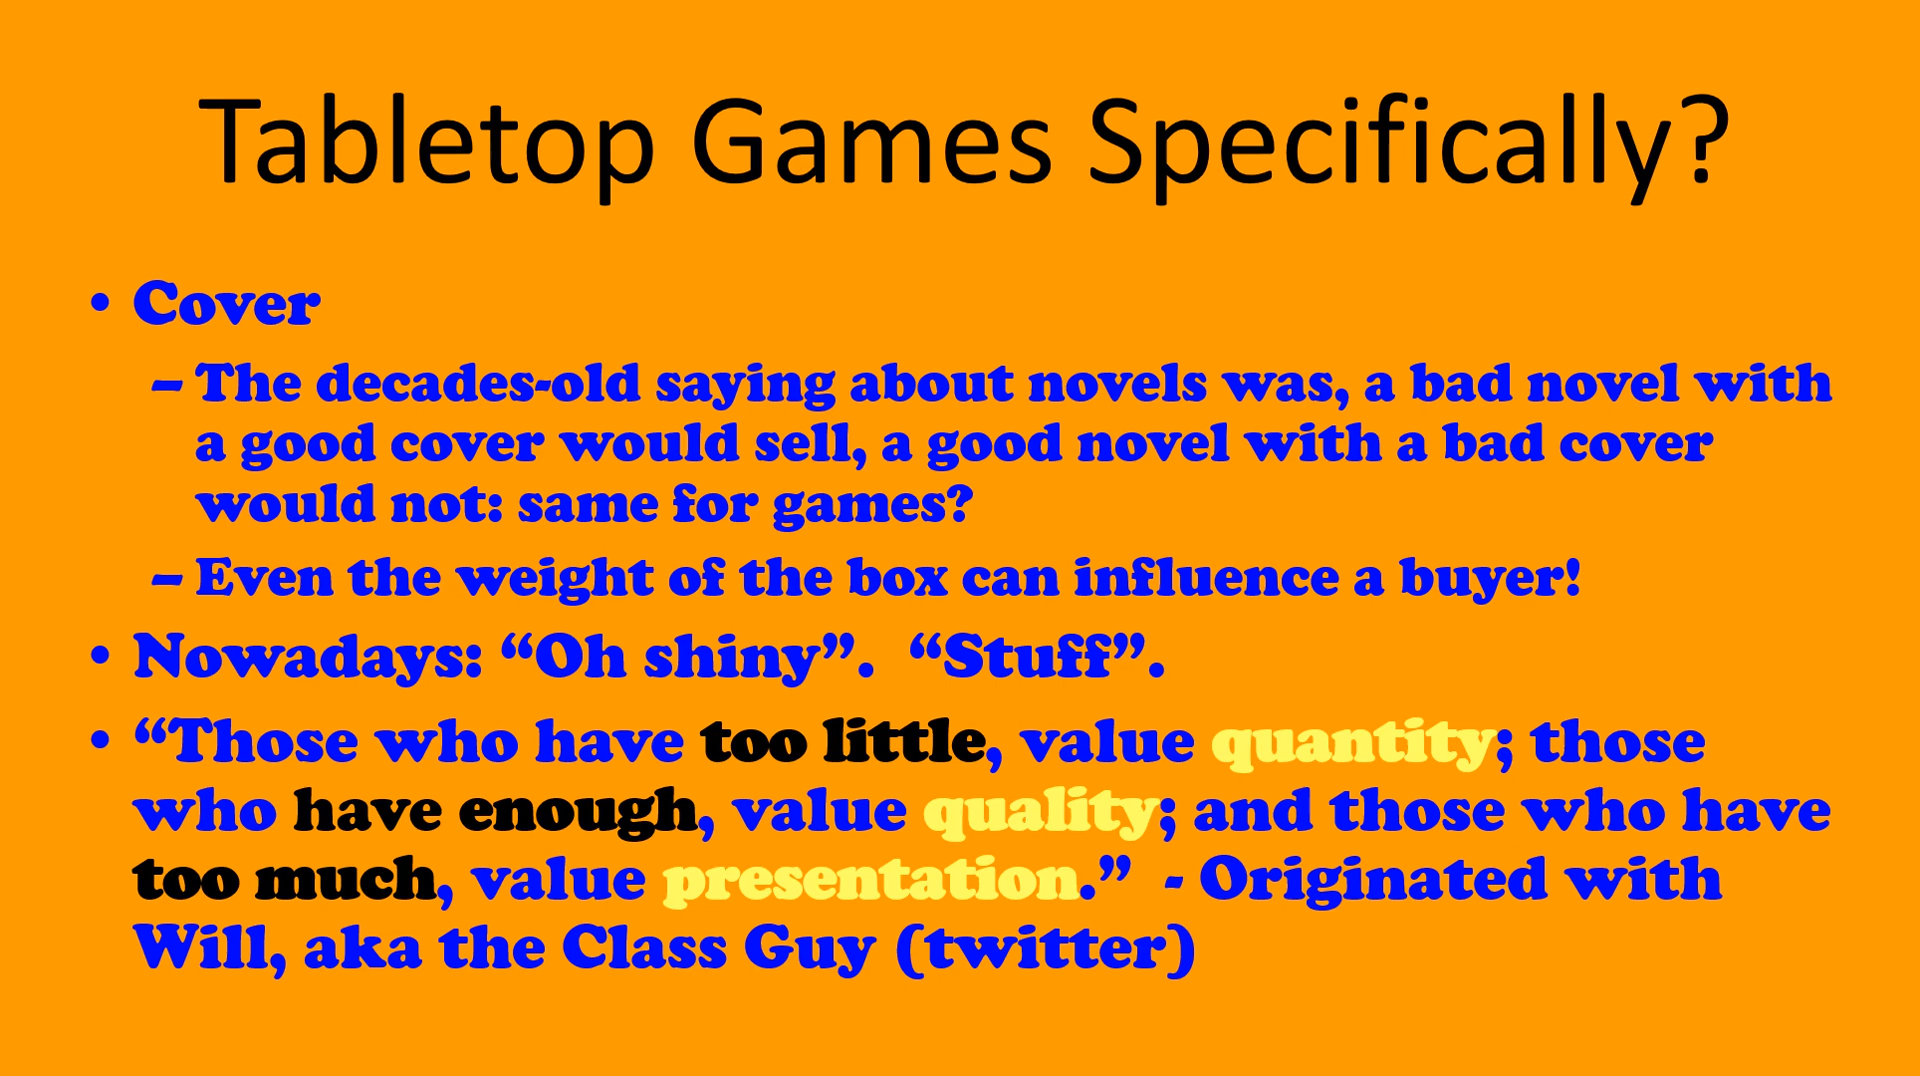 Tabletop Games Specifically?
• Cover
– The decades-old saying about novels was, a bad novel with
a good cover would sell, a good novel with a bad cover
would not: same for games?
– Even the weight of the box can influence a buyer!
• Nowadays: “Oh shiny”.  “Stuff”.
• “Those who have too little, value quantity; those
who have enough, value quality; and those who have
too much, value presentation.”  - Originated with
Will, aka the Class Guy (twitter)